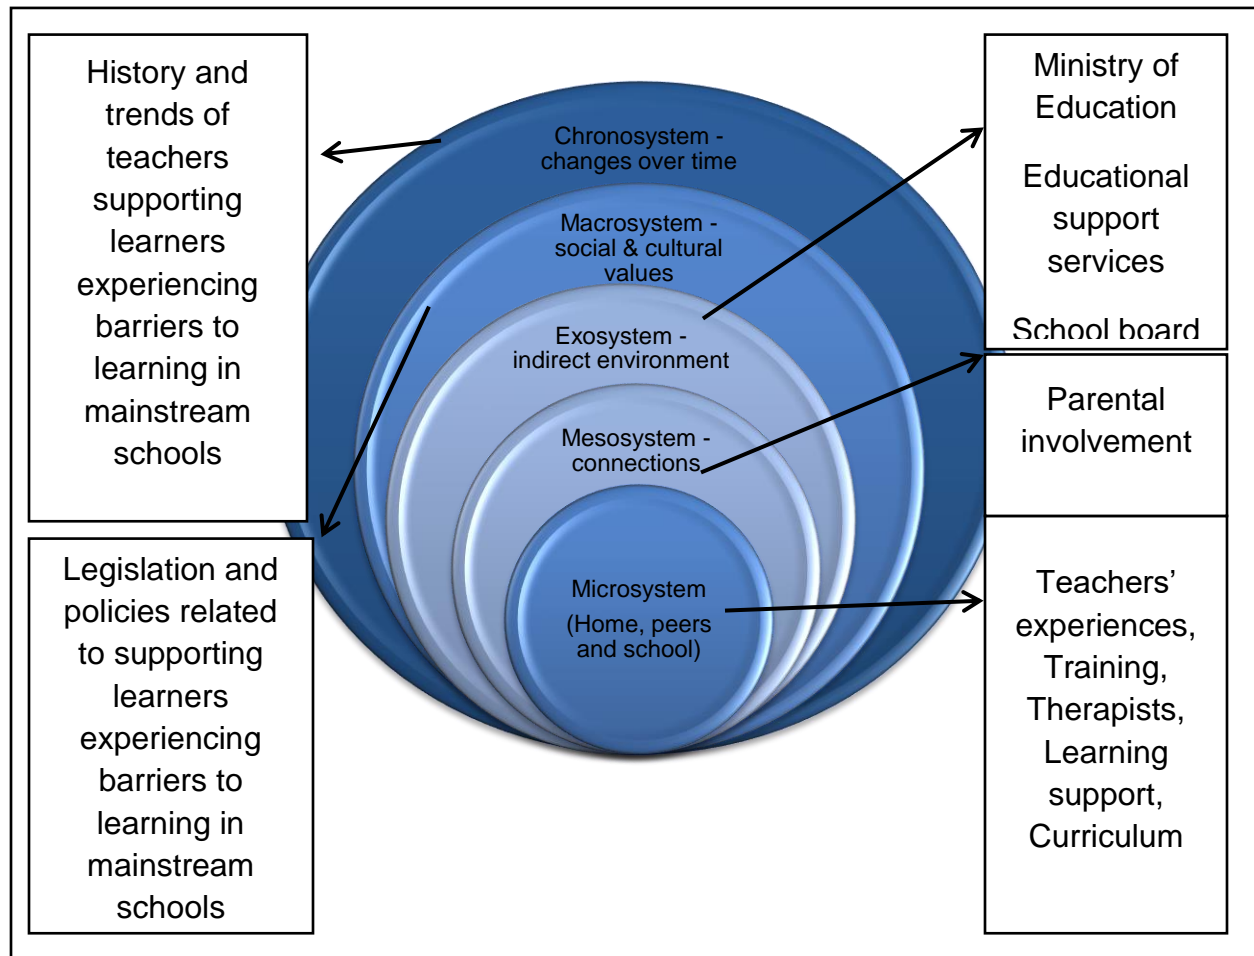 History and
trends of
teachers
supporting
learners
experiencing
barriers to
learning in
mainstream
schools
Legislation and
policies related
to supporting
learners
experiencing
barriers to
learning in
mainstream
schools
Chronosystem -
changes over time
Macrosystem -
social & cultural
values
Exosystem -
indirect environment
Mesosystem -
connections
Microsystem
(Home, peers
and school)
Ministry of
Education
Educational
support
services
School board
Parental
involvement
Teachers’
experiences,
Training,
Therapists,
Learning
support,
Curriculum